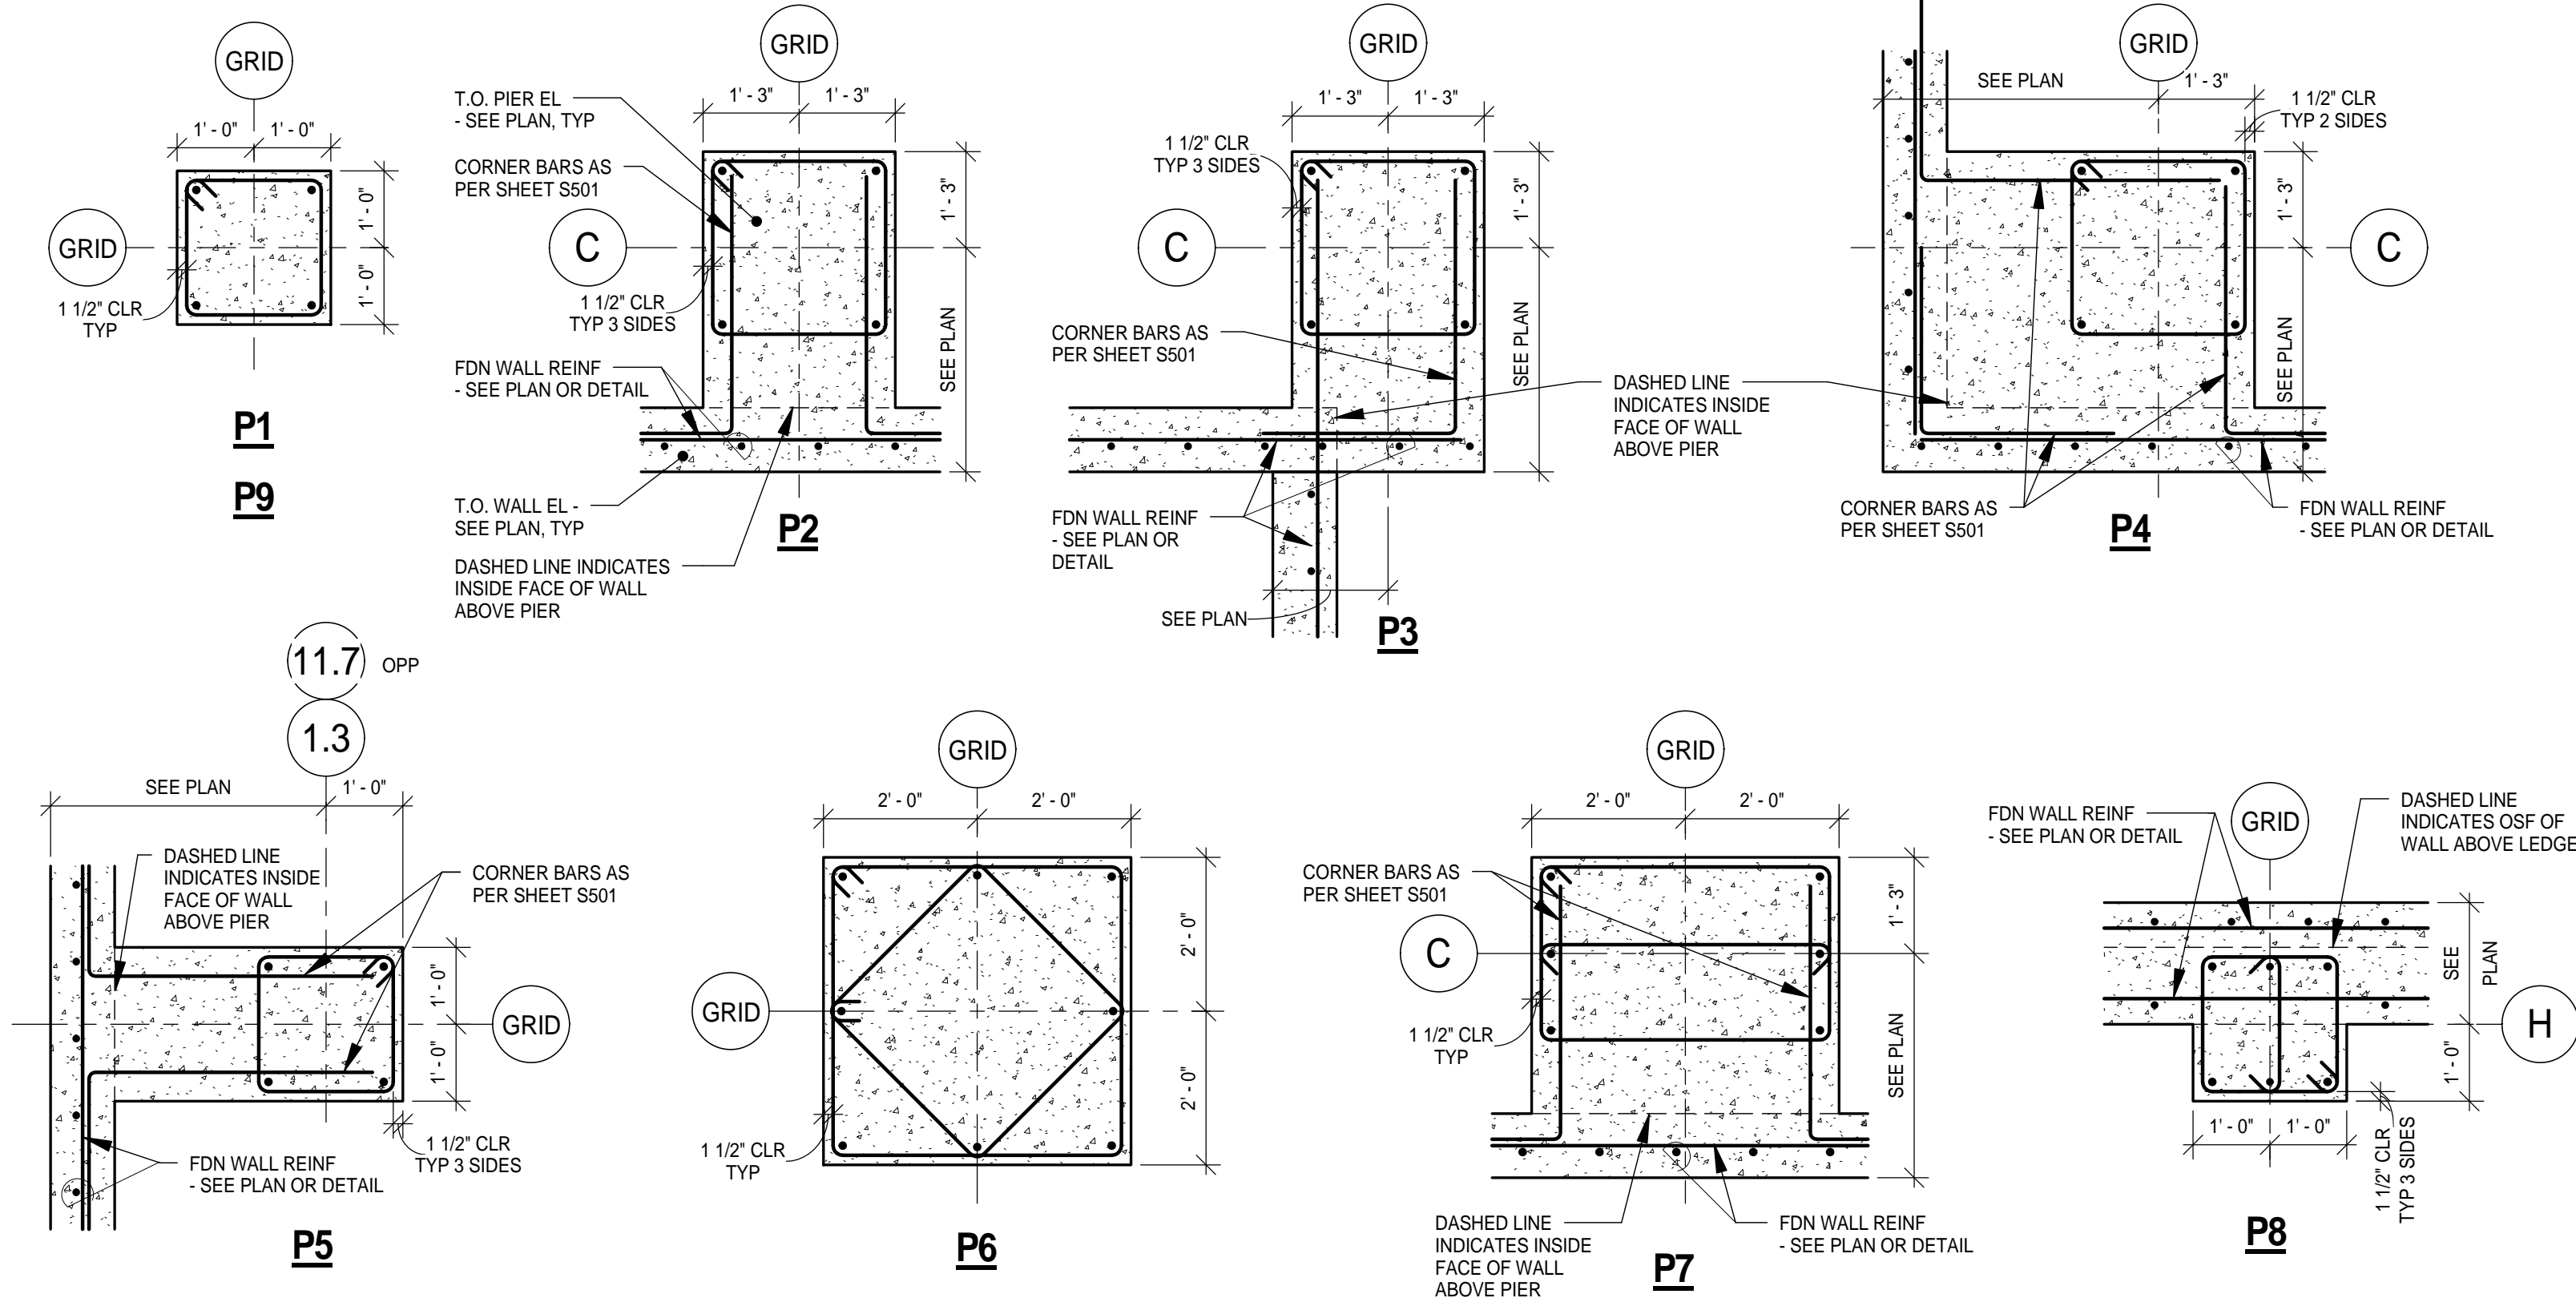 GRID
1' - 0"
1' - 0"
GRID
1' - 0"
1' - 0"
1 1/2" CLR
TYP
P1
P9
GRID
1' - 3"
1' - 3"
T.O. PIER EL
- SEE PLAN, TYP
CORNER BARS AS
PER SHEET S501
C
1' - 3"
1 1/2" CLR
TYP 3 SIDES
SEE PLAN
FDN WALL REINF
- SEE PLAN OR DETAIL
T.O. WALL EL -
SEE PLAN, TYP
DASHED LINE INDICATES
INSIDE FACE OF WALL
ABOVE PIER
P2
GRID
1' - 3"
1' - 3"
1 1/2" CLR
TYP 3 SIDES
1' - 3"
C
CORNER BARS AS
PER SHEET S501
SEE PLAN
DASHED LINE
INDICATES INSIDE
FACE OF WALL
ABOVE PIER
FDN WALL REINF
- SEE PLAN OR
DETAIL
SEE PLAN
P3
GRID
SEE PLAN
1' - 3"
1 1/2" CLR
TYP 2 SIDES
1' - 3"
C
SEE PLAN
CORNER BARS AS
PER SHEET S501
FDN WALL REINF
- SEE PLAN OR DETAIL
P4
11.7
OPP
1.3
SEE PLAN
1' - 0"
DASHED LINE
INDICATES INSIDE
FACE OF WALL
ABOVE PIER
CORNER BARS AS
PER SHEET S501
1' - 0"
GRID
1' - 0"
1 1/2" CLR
TYP 3 SIDES
FDN WALL REINF
- SEE PLAN OR DETAIL
P5
GRID
2' - 0"
2' - 0"
2' - 0"
GRID
2' - 0"
1 1/2" CLR
TYP
P6
GRID
2' - 0"
2' - 0"
CORNER BARS AS
PER SHEET S501
1' - 3"
C
1 1/2" CLR
TYP
SEE PLAN
DASHED LINE
INDICATES INSIDE
FACE OF WALL
ABOVE PIER
FDN WALL REINF
- SEE PLAN OR DETAIL
P7
FDN WALL REINF
- SEE PLAN OR DETAIL
GRID
DASHED LINE
INDICATES OSF OF
WALL ABOVE LEDGE
SEE
PLAN
H
1' - 0"
1' - 0"
1' - 0"
1 1/2" CLR
TYP 3 SIDES
P8